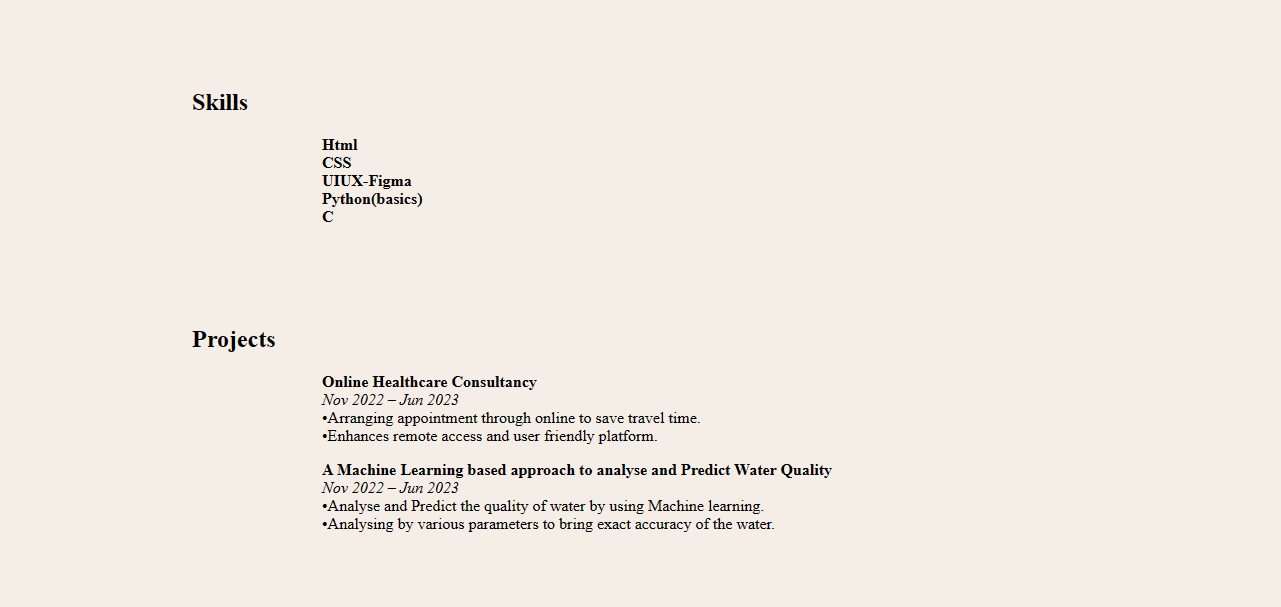 Skills
Html
CSS
UIUX-Figma
Python(basics)
C
Projects
Online Healthcare Consultancy
Nov 2022 – Jun 2023
•Arranging appointment through online to save travel time.
•Enhances remote access and user friendly platform.
A Machine Learning based approach to analyse and Predict Water Quality
Nov 2022 – Jun 2023
•Analyse and Predict the quality of water by using Machine learning.
•Analysing by various parameters to bring exact accuracy of the water.